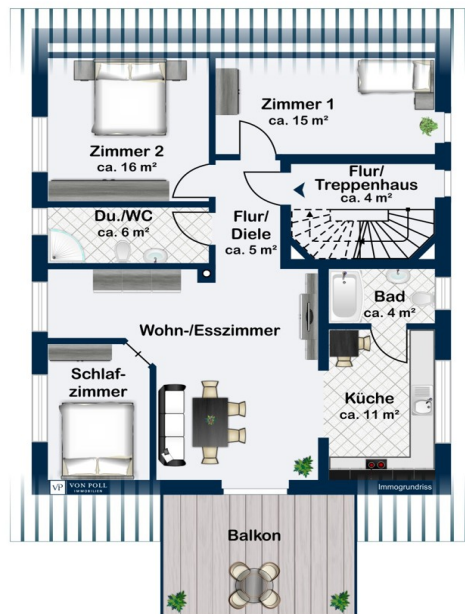 Zimmer 1
ca. 15 m²
Zimmer 2
ca. 16 m²
Flur/
Treppenhaus
ca. 4 m²
Du./WC
ca. 6 m²
Flur/
Diele
ca. 5 m²
Bad
ca. 4 m²
Wohn-/Esszimmer
Schlaf-
zimmer
Küche
ca. 11 m²
VP VON POLL
IMMOBILIEN
Immogrundriss
Balkon